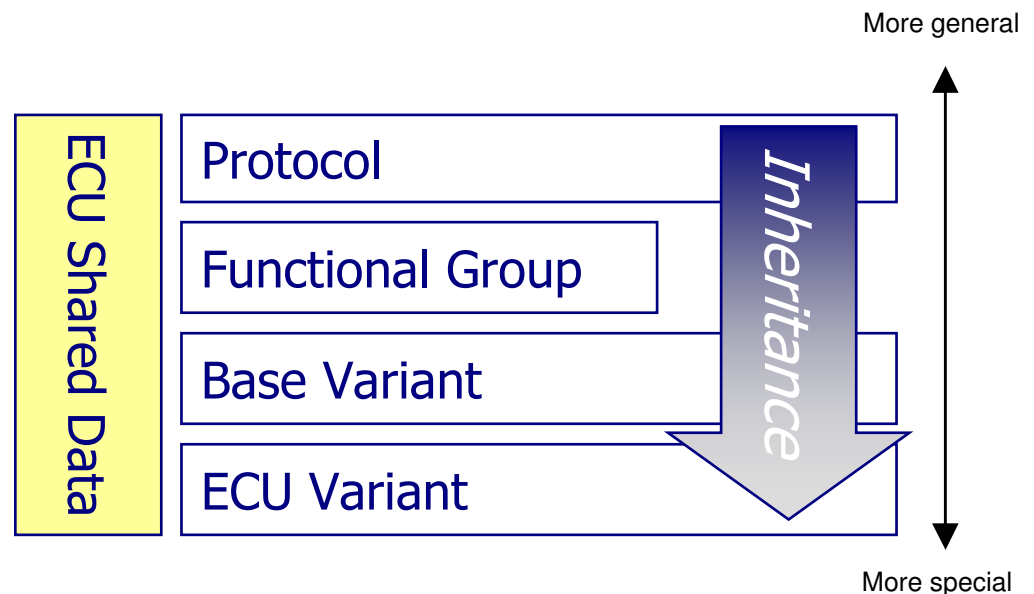 More general
ECU Shared Data
Protocol
Functional Group
Base Variant
ECU Variant
Inheritance
More special